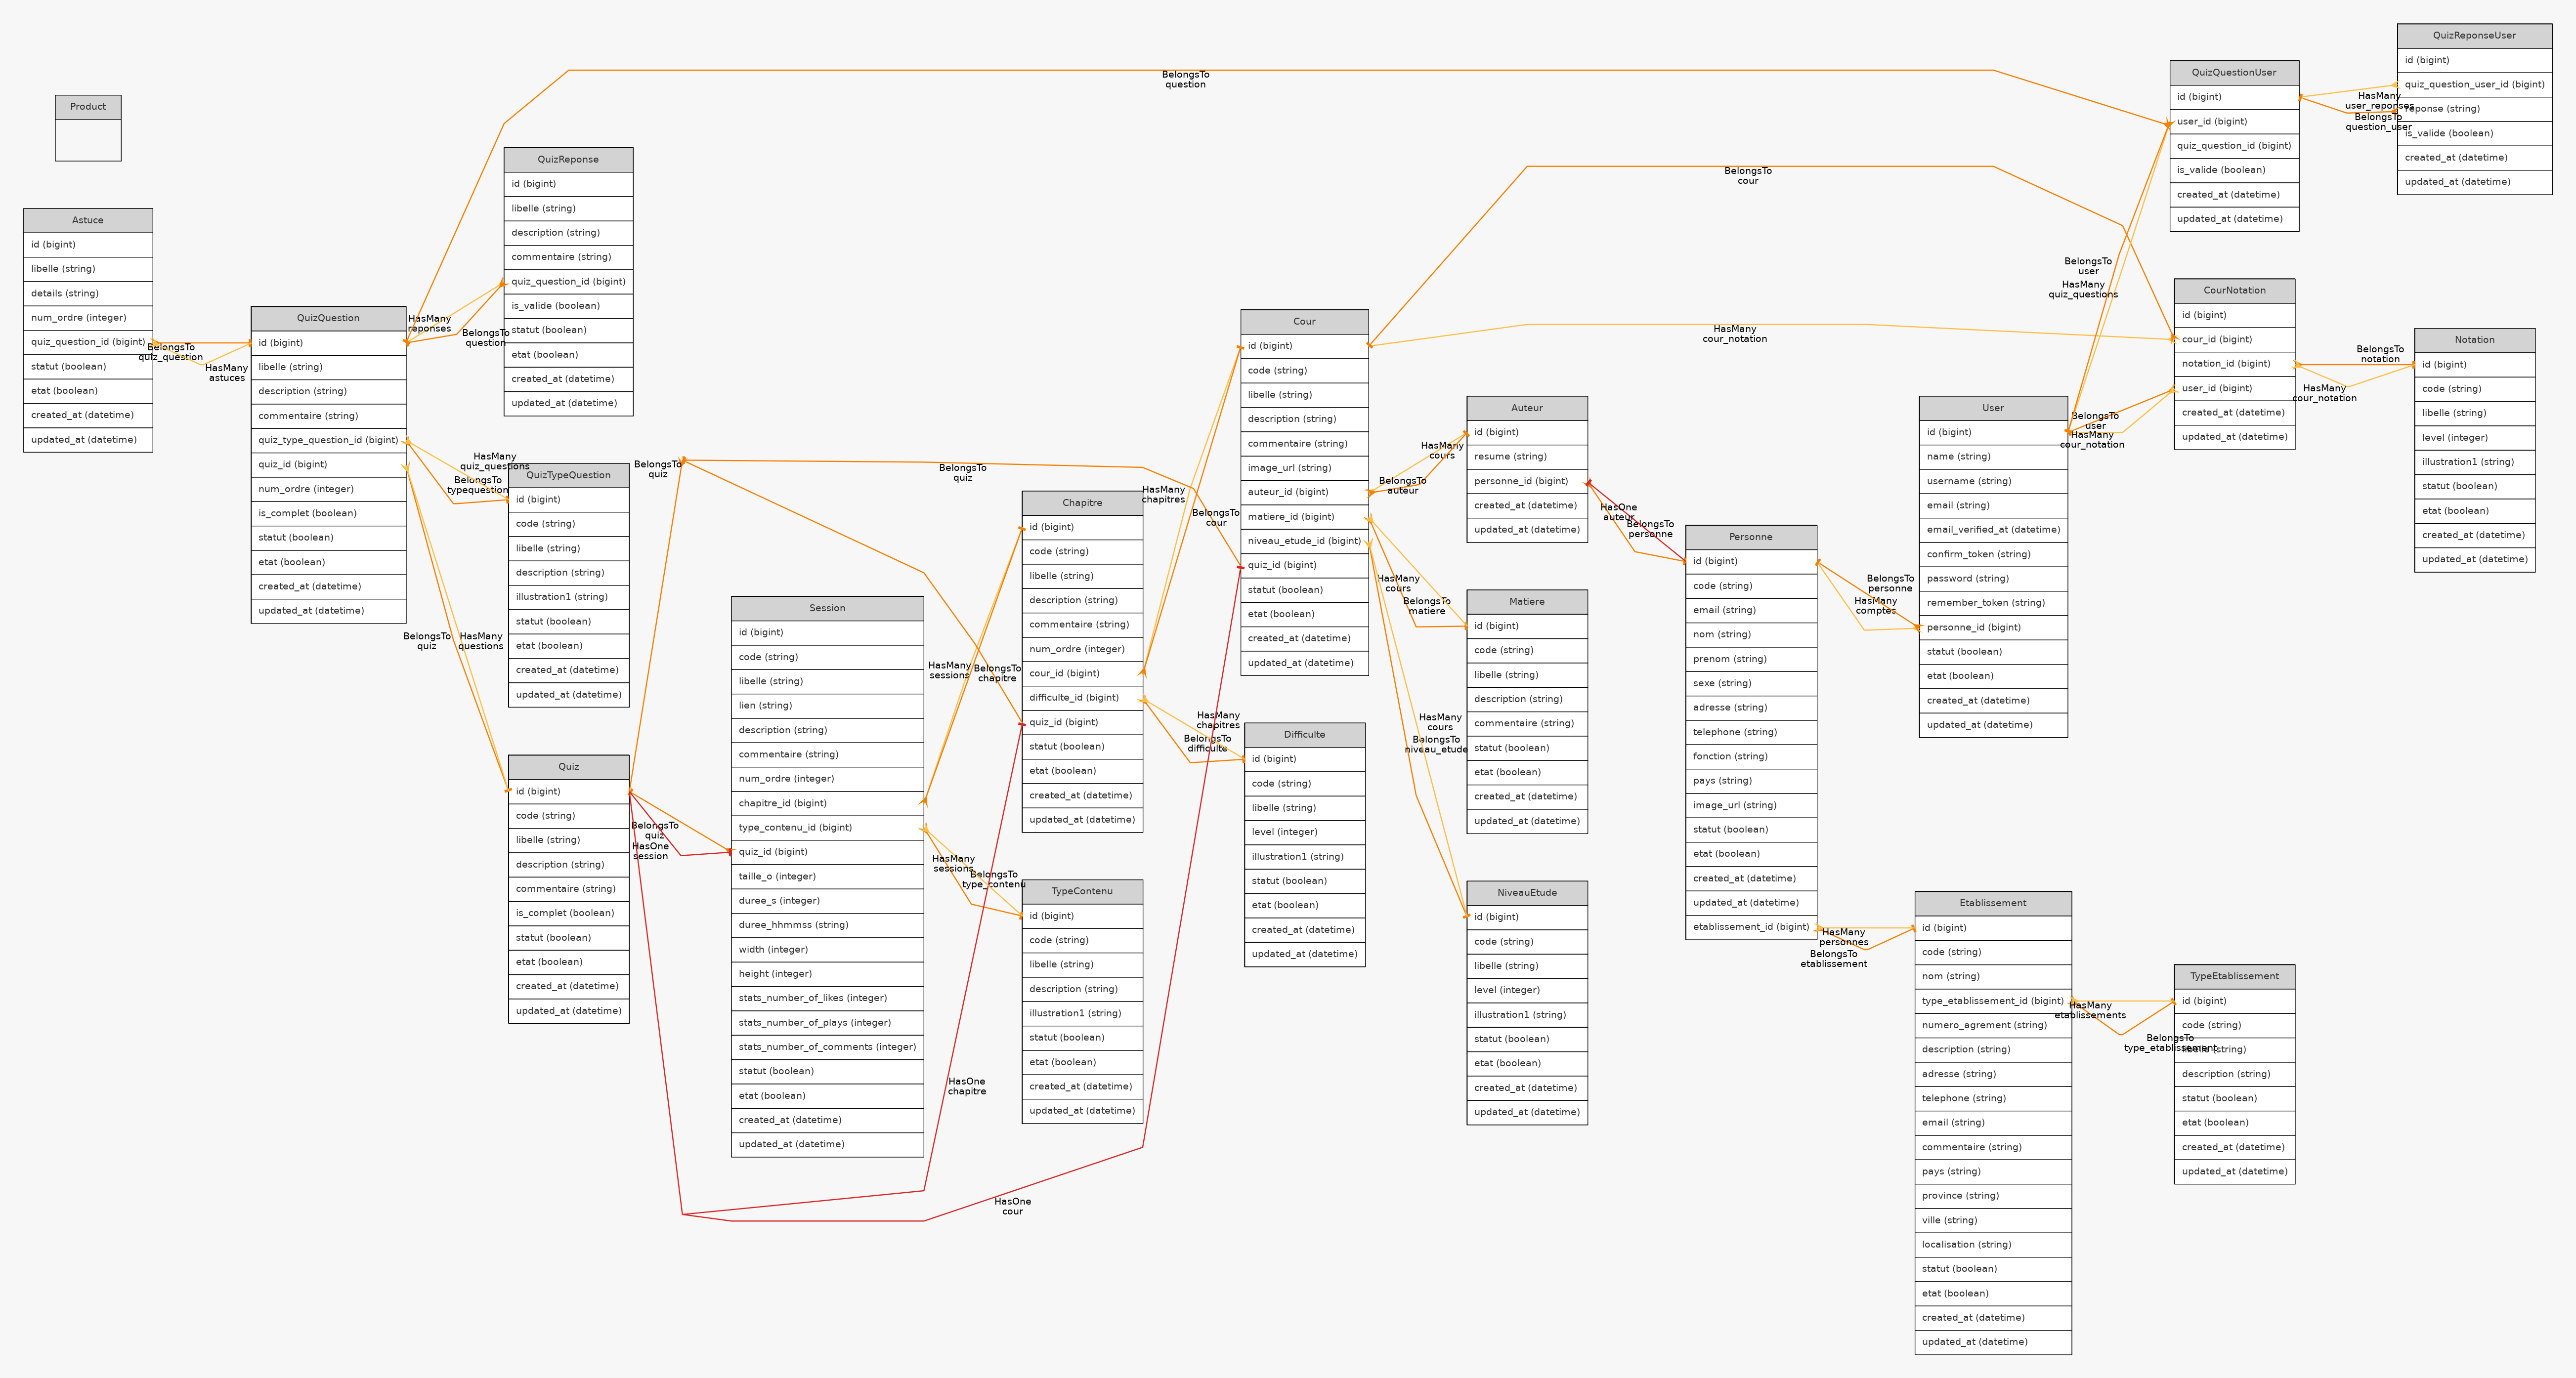 Product
Astuce
id (bigint)
libelle (string)
details (string)
num_ordre (integer)
quiz_question_id (bigint)
statut (boolean)
etat (boolean)
created_at (datetime)
updated_at (datetime)
BelongsTo
quiz_question
HasMany
astuces
QuizQuestion
id (bigint)
libelle (string)
description (string)
commentaire (string)
quiz_type_question_id (bigint)
quiz_id (bigint)
num_ordre (integer)
is_complet (boolean)
statut (boolean)
etat (boolean)
created_at (datetime)
updated_at (datetime)
HasMany
reponses
BelongsTo
question
BelongsTo
question
QuizReponse
id (bigint)
libelle (string)
description (string)
commentaire (string)
quiz_question_id (bigint)
is_valide (boolean)
statut (boolean)
etat (boolean)
created_at (datetime)
updated_at (datetime)
HasMany
quiz_questions
BelongsTo
typequestion
QuizTypeQuestion
id (bigint)
code (string)
libelle (string)
description (string)
illustration1 (string)
statut (boolean)
etat (boolean)
created_at (datetime)
updated_at (datetime)
BelongsTo
quiz
HasMany
questions
Quiz
id (bigint)
code (string)
libelle (string)
description (string)
commentaire (string)
is_complet (boolean)
statut (boolean)
etat (boolean)
created_at (datetime)
updated_at (datetime)
BelongsTo
quiz
BelongsTo
quiz
HasOne
session
Session
id (bigint)
code (string)
libelle (string)
lien (string)
description (string)
commentaire (string)
num_ordre (integer)
chapitre_id (bigint)
type_contenu_id (bigint)
quiz_id (bigint)
taille_o (integer)
duree_s (integer)
duree_hhmmss (string)
width (integer)
height (integer)
stats_number_of_likes (integer)
stats_number_of_plays (integer)
stats_number_of_comments (integer)
statut (boolean)
etat (boolean)
created_at (datetime)
updated_at (datetime)
BelongsTo
quiz
HasMany
sessions
BelongsTo
chapitre
HasMany
sessions
BelongsTo
type_contenu
HasOne
chapitre
HasOne
cour
Chapitre
id (bigint)
code (string)
libelle (string)
description (string)
commentaire (string)
num_ordre (integer)
cour_id (bigint)
difficulte_id (bigint)
quiz_id (bigint)
statut (boolean)
etat (boolean)
created_at (datetime)
updated_at (datetime)
TypeContenu
id (bigint)
code (string)
libelle (string)
description (string)
illustration1 (string)
statut (boolean)
etat (boolean)
created_at (datetime)
updated_at (datetime)
HasMany
chapitres
BelongsTo
cour
HasMany
chapitres
BelongsTo
difficulte
Cour
id (bigint)
code (string)
libelle (string)
description (string)
commentaire (string)
image_url (string)
auteur_id (bigint)
matiere_id (bigint)
niveau_etude_id (bigint)
quiz_id (bigint)
statut (boolean)
etat (boolean)
created_at (datetime)
updated_at (datetime)
Difficulte
id (bigint)
code (string)
libelle (string)
level (integer)
illustration1 (string)
statut (boolean)
etat (boolean)
created_at (datetime)
updated_at (datetime)
HasMany
cours
BelongsTo
auteur
HasMany
cours
BelongsTo
matiere
HasMany
cours
BelongsTo
niveau_etude
Auteur
id (bigint)
resume (string)
personne_id (bigint)
created_at (datetime)
updated_at (datetime)
Matiere
id (bigint)
code (string)
libelle (string)
description (string)
commentaire (string)
statut (boolean)
etat (boolean)
created_at (datetime)
updated_at (datetime)
NiveauEtude
id (bigint)
code (string)
libelle (string)
level (integer)
illustration1 (string)
statut (boolean)
etat (boolean)
created_at (datetime)
updated_at (datetime)
HasOne
auteur
BelongsTo
personne
BelongsTo
cour
HasMany
cour_notation
Personne
id (bigint)
code (string)
email (string)
nom (string)
prenom (string)
sexe (string)
adresse (string)
telephone (string)
fonction (string)
pays (string)
image_url (string)
statut (boolean)
etat (boolean)
created_at (datetime)
updated_at (datetime)
etablissement_id (bigint)
BelongsTo
personne
HasMany
comptes
HasMany
personnes
BelongsTo
etablissement
User
id (bigint)
name (string)
username (string)
email (string)
email_verified_at (datetime)
confirm_token (string)
password (string)
remember_token (string)
personne_id (bigint)
statut (boolean)
etat (boolean)
created_at (datetime)
updated_at (datetime)
Etablissement
id (bigint)
code (string)
nom (string)
type_etablissement_id (bigint)
numero_agrement (string)
description (string)
adresse (string)
telephone (string)
email (string)
commentaire (string)
pays (string)
province (string)
ville (string)
localisation (string)
statut (boolean)
etat (boolean)
created_at (datetime)
updated_at (datetime)
BelongsTo
user
HasMany
quiz_questions
BelongsTo
user
HasMany
cour_notation
HasMany
etablissements
BelongsTo
type_etablissement
QuizQuestionUser
id (bigint)
user_id (bigint)
quiz_question_id (bigint)
is_valide (boolean)
created_at (datetime)
updated_at (datetime)
CourNotation
id (bigint)
cour_id (bigint)
notation_id (bigint)
user_id (bigint)
created_at (datetime)
updated_at (datetime)
TypeEtablissement
id (bigint)
code (string)
libelle (string)
description (string)
statut (boolean)
etat (boolean)
created_at (datetime)
updated_at (datetime)
HasMany
user_reponses
BelongsTo
question_user
BelongsTo
notation
HasMany
cour_notation
QuizReponseUser
id (bigint)
quiz_question_user_id (bigint)
reponse (string)
is_valide (boolean)
created_at (datetime)
updated_at (datetime)
Notation
id (bigint)
code (string)
libelle (string)
level (integer)
illustration1 (string)
statut (boolean)
etat (boolean)
created_at (datetime)
updated_at (datetime)